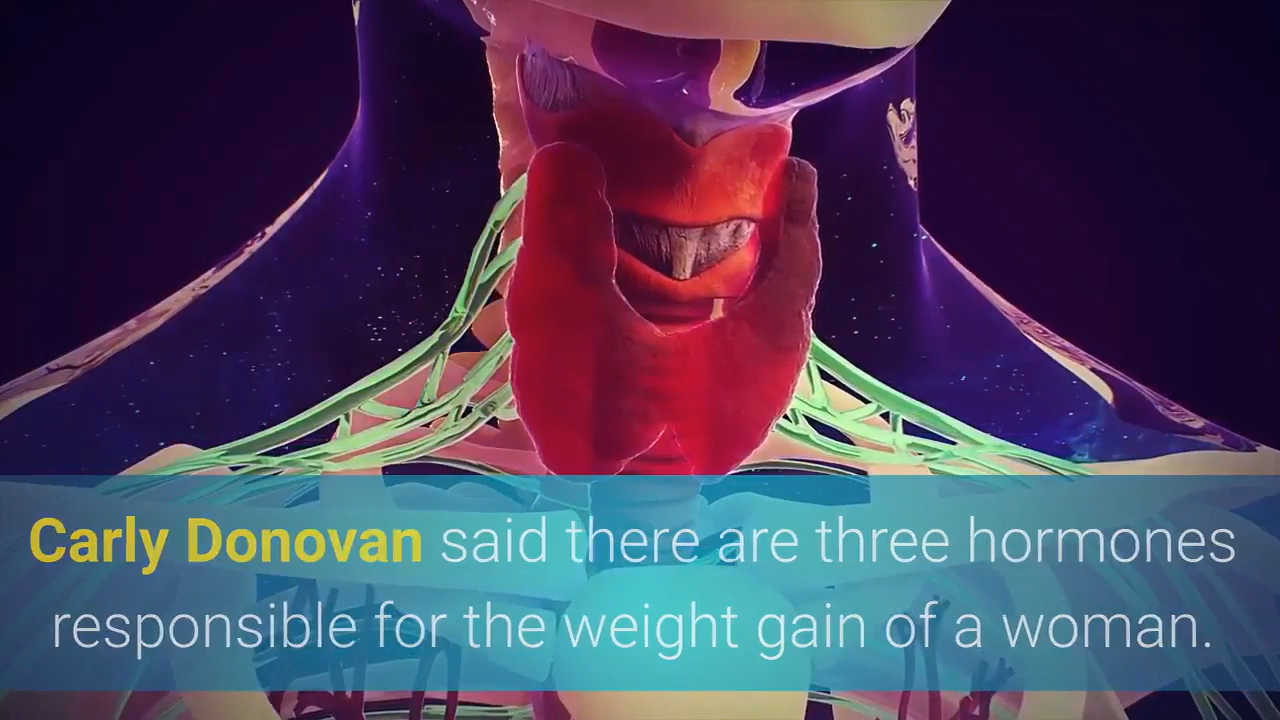 Carly Donovan said there are three hormones
responsible for the weight gain of a woman.